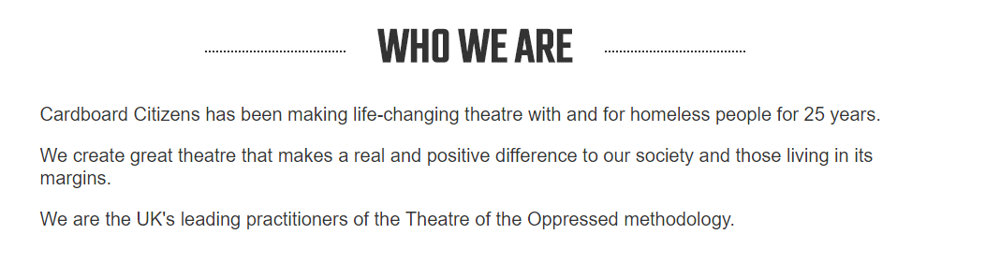 WHO WE ARE
Cardboard Citizens has been making life-changing theatre with and for homeless people for 25 years.
We create great theatre that makes a real and positive difference to our society and those living in its
margins.
We are the UK's leading practitioners of the Theatre of the Oppressed methodology.